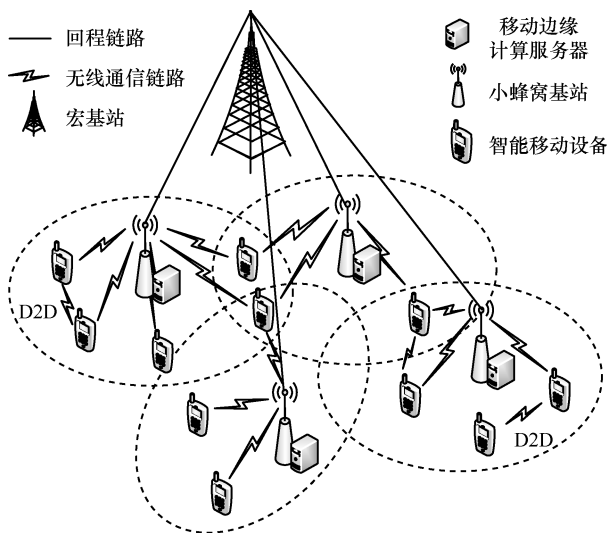 回程链路
无线通信链路
宏基站
移动边缘
计算服务器
小蜂窝基站
智能移动设备
D2D
D2D